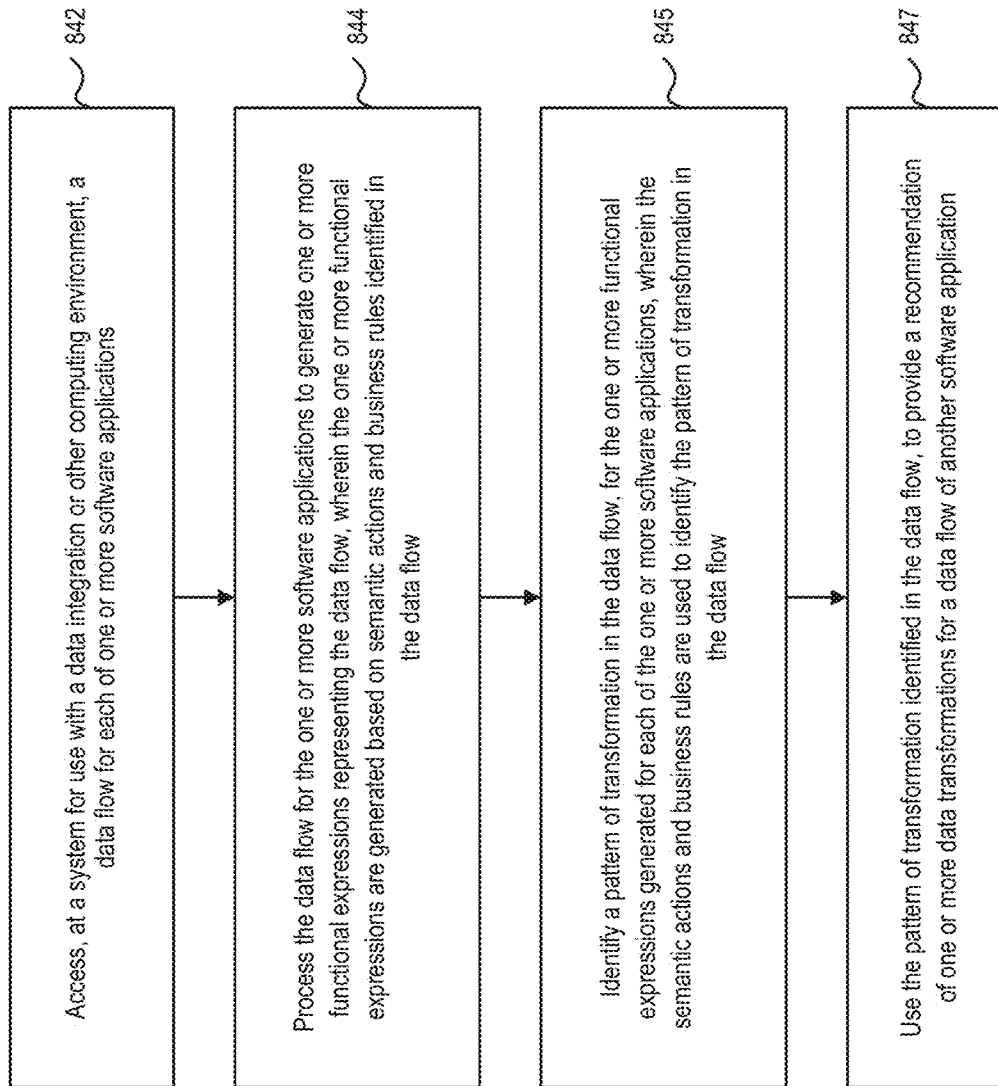 842
Access, at a system for use with a data integration or other computing environment, a
data flow for each of one or more software applications
844
Process the data flow for the one or more software applications to generate one or more
functional expressions representing the data flow, wherein the one or more functional
expressions are generated based on semantic actions and business rules identified in
the data flow
845
Identify a pattern of transformation in the data flow, for the one or more functional
expressions generated for each of the one or more software applications, wherein the
semantic actions and business rules are used to identify the pattern of transformation in
the data flow
847
Use the pattern of transformation identified in the data flow, to provide a recommendation
of one or more data transformations for a data flow of another software application